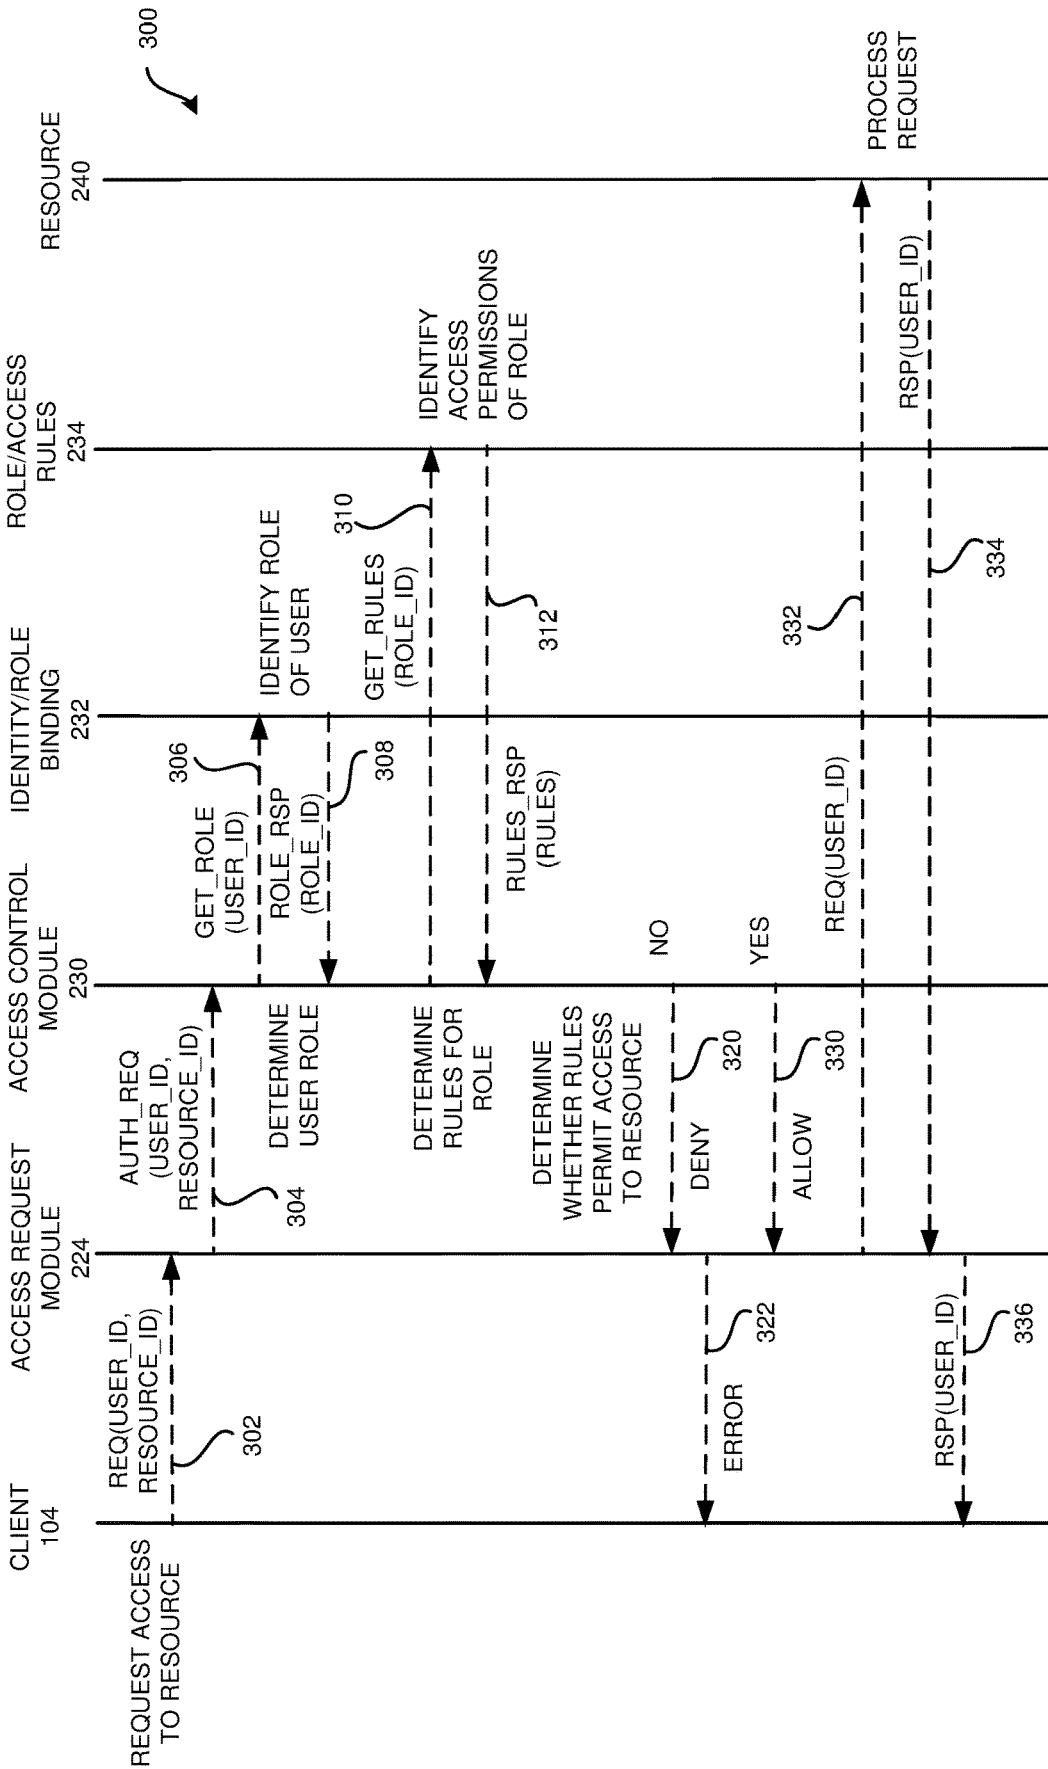 300
CLIENT
104
ACCESS REQUEST
MODULE
224
ACCESS CONTROL
MODULE
230
IDENTITY/ROLE
BINDING
232
ROLE/ACCESS
RULES
234
RESOURCE
240
REQUEST ACCESS
TO RESOURCE
REQ(USER_ID,
RESOURCE_ID)
302
AUTH_REQ
(USER_ID,
RESOURCE_ID)
304
GET_ROLE
(USER_ID)
306
IDENTIFY ROLE
OF USER
DETERMINE
USER ROLE
ROLE_RSP
(ROLE_ID)
308
GET_RULES
(ROLE_ID)
310
IDENTIFY
ACCESS
PERMISSIONS
OF ROLE
DETERMINE
RULES FOR
ROLE
RULES_RSP
(RULES)
312
DETERMINE
WHETHER RULES
PERMIT ACCESS
TO RESOURCE
NO
DENY
320
ERROR
322
YES
ALLOW
330
REQ(USER_ID)
332
PROCESS
REQUEST
RSP(USER_ID)
334
RSP(USER_ID)
336